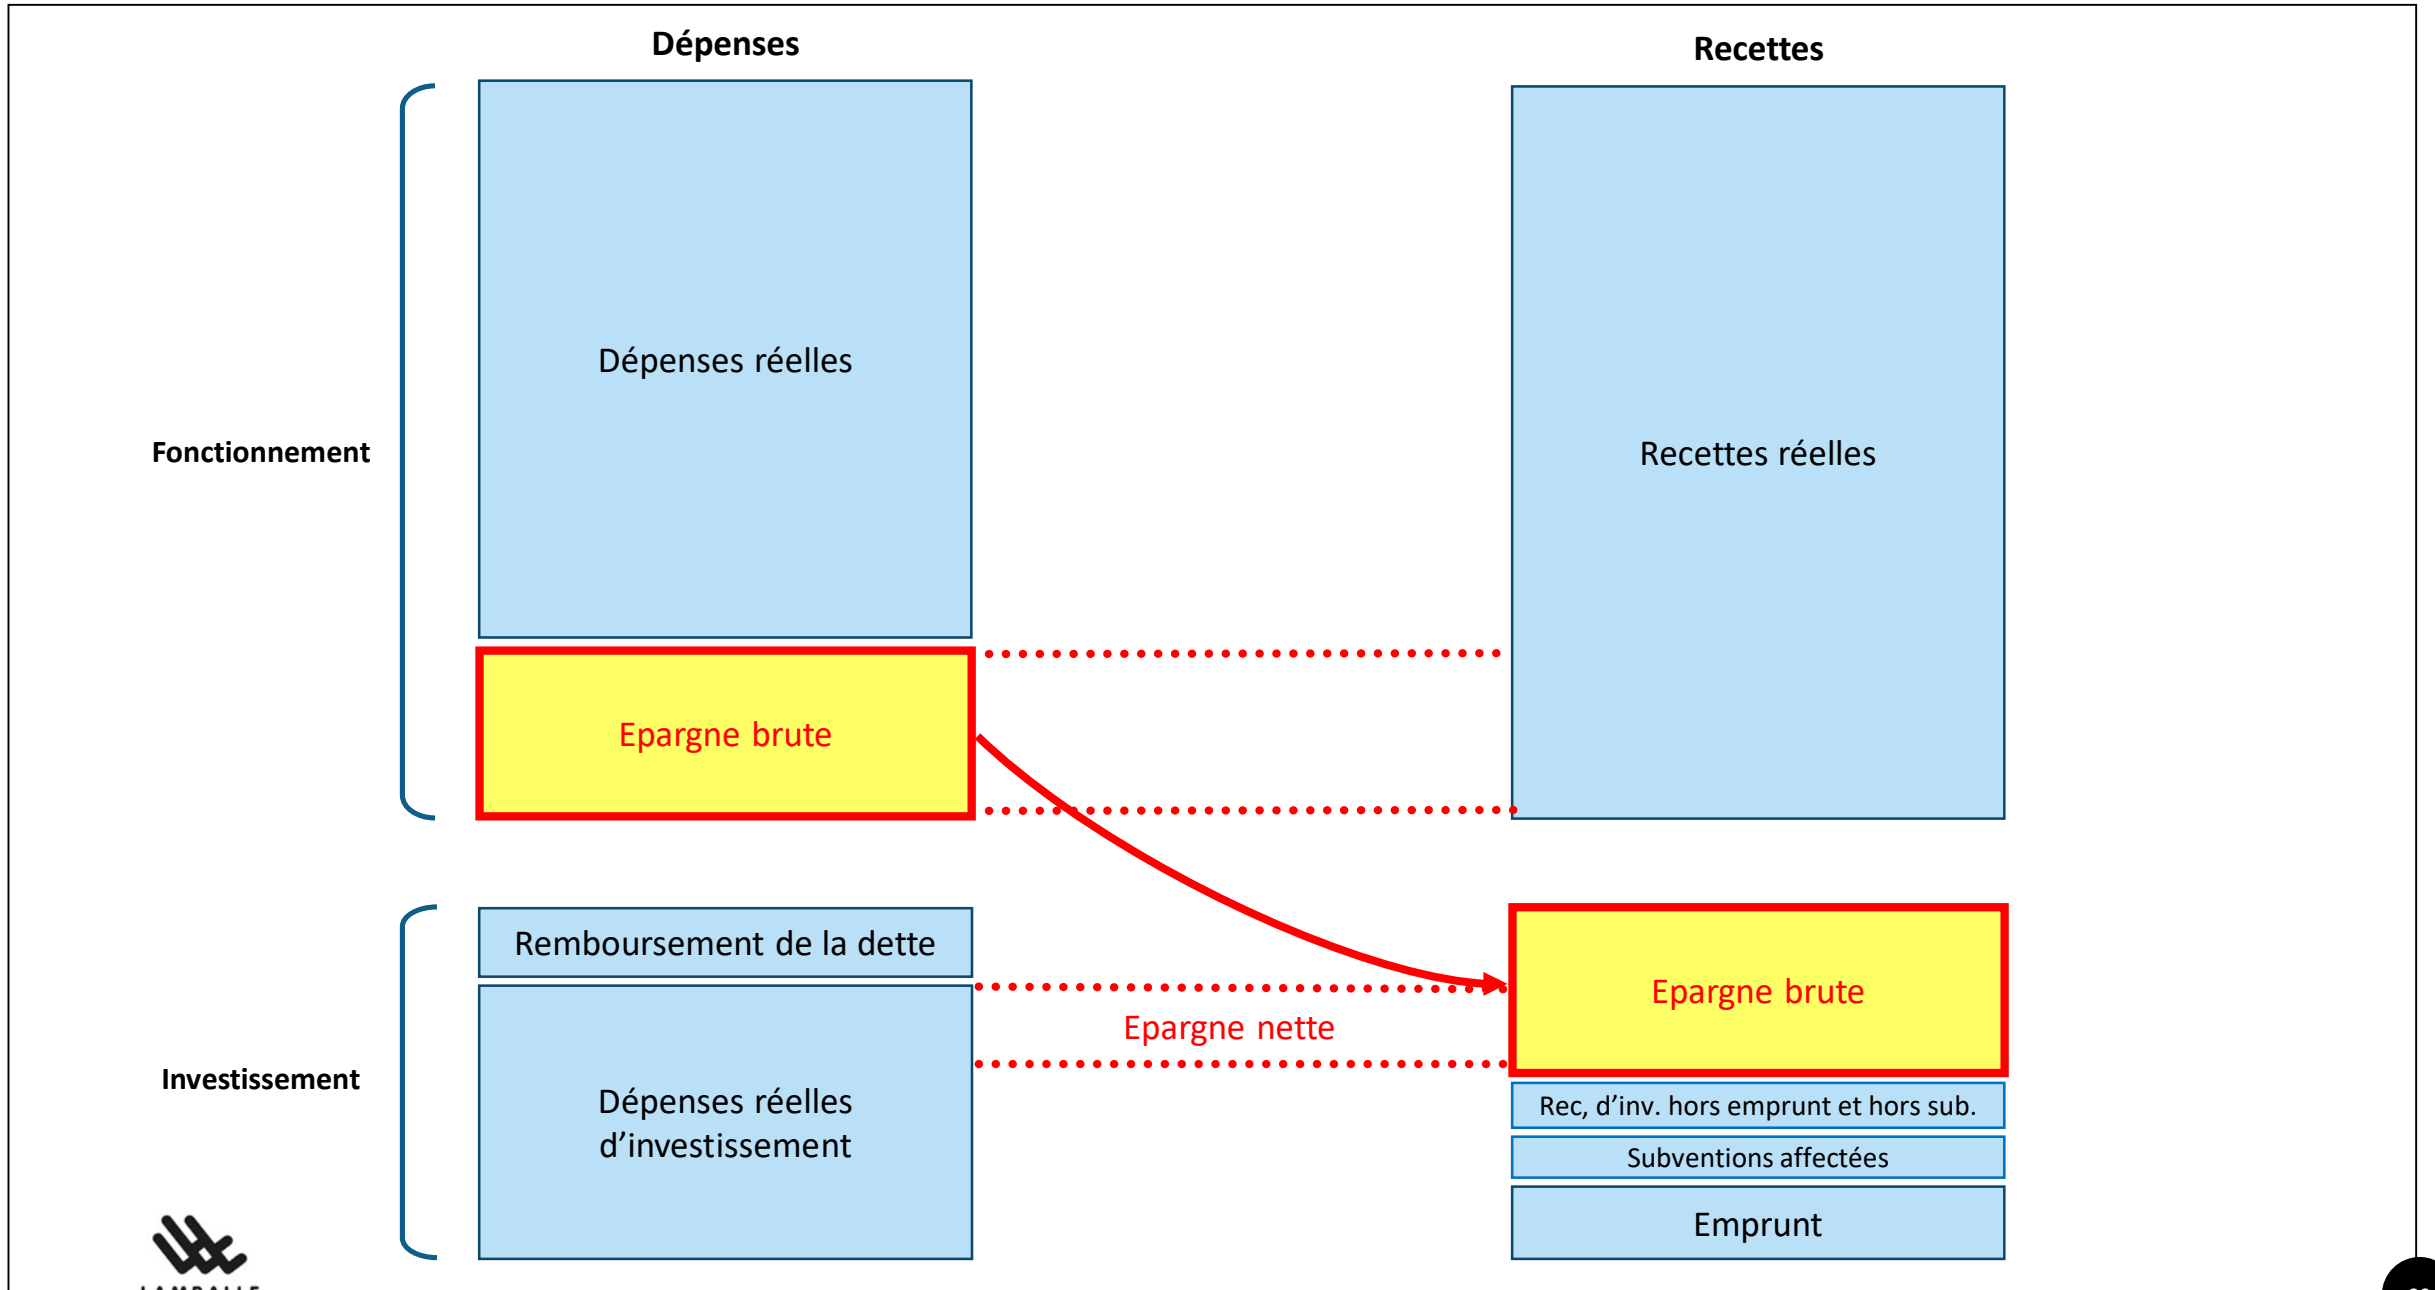 Dépenses
Recettes
Dépenses réelles
Fonctionnement
Recettes réelles
Epargne brute
Remboursement de la dette
Epargne brute
Epargne nette
Investissement
Dépenses réelles
d'investissement
Rec, d'inv. hors emprunt et hors sub.
Subventions affectées
Emprunt
LAMBALLE